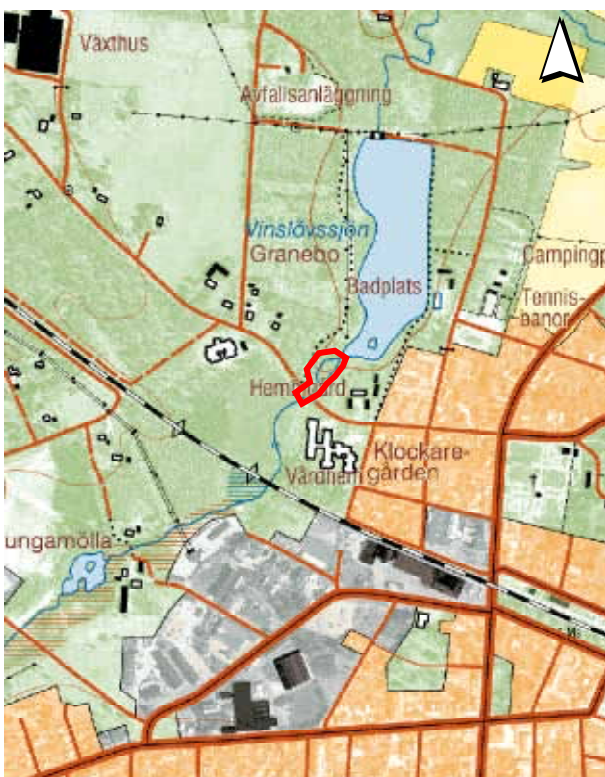 Växthus
Avfallsanläggning
Vinslövssjön
Granebo
Badplats
Campingp
Tennis-
banor
Klockare-
gården
Vårdhem
ungamölla